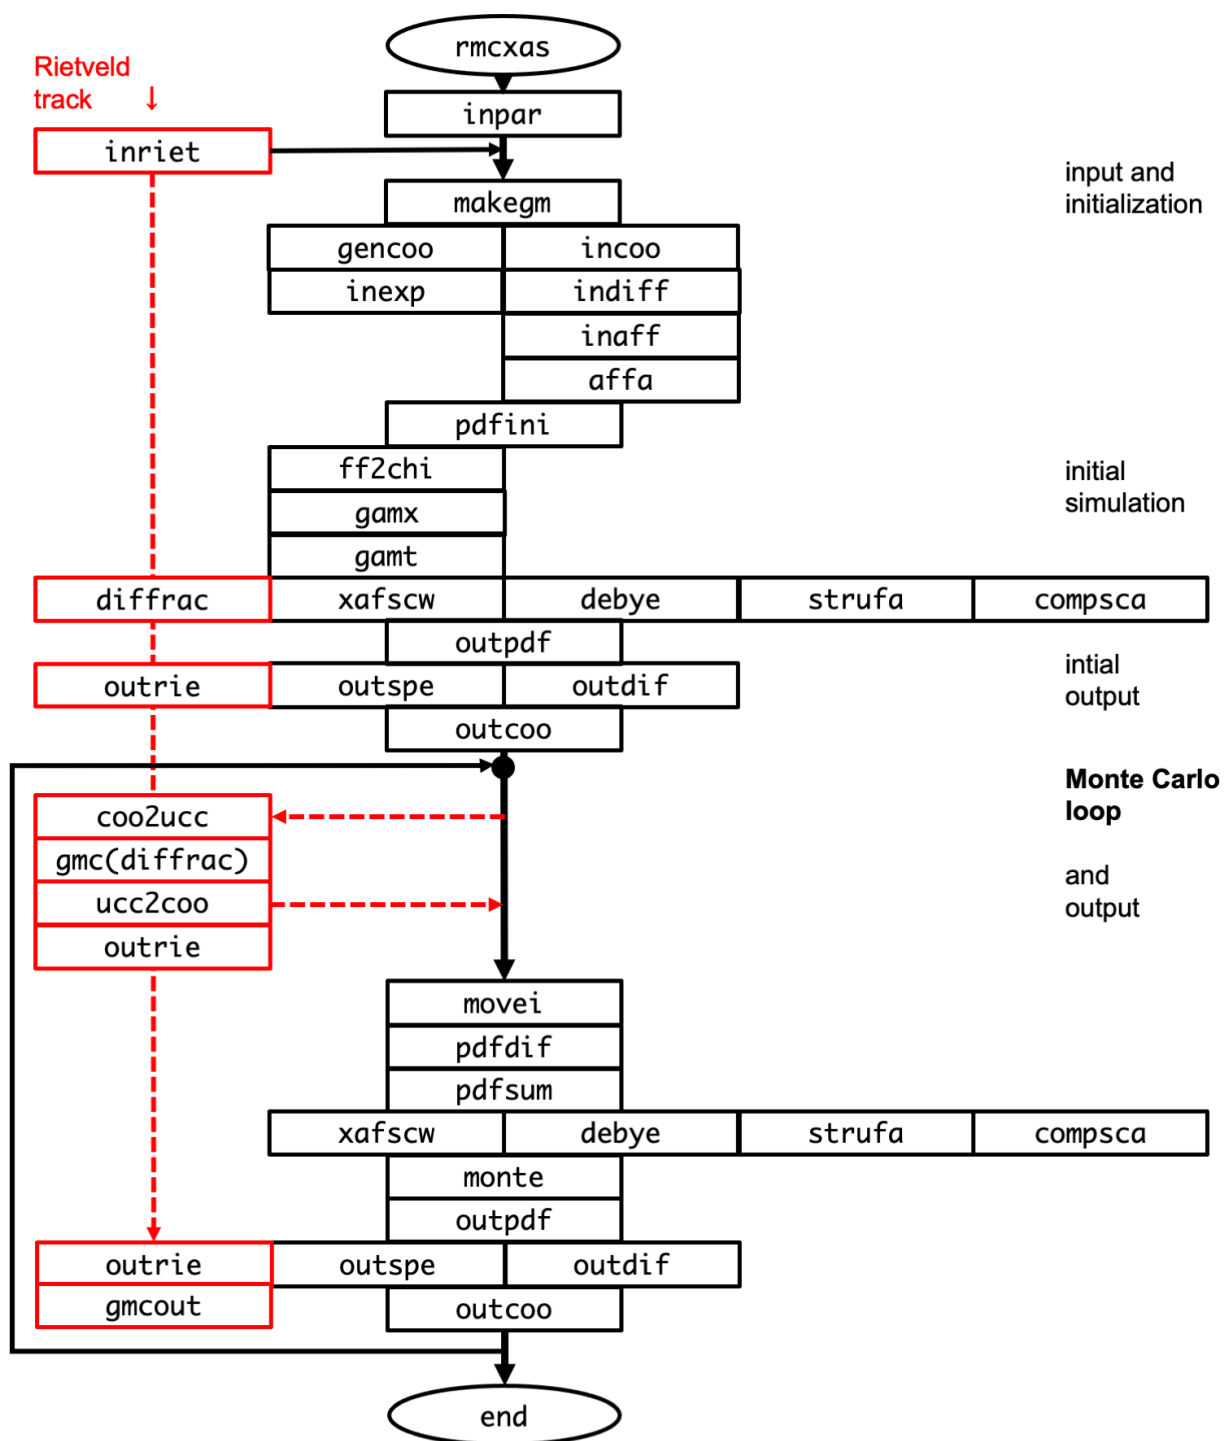 rmcxas
Rietveld
track ↓
inpar
inriet
input and
initialization
makegm
gencoo incoo
inexp indiff
inaff
affa
pdfini
ff2chi
initial
simulation
gamx
gamt
diffrac xafscw debye strufa compsca
outpdf
intial
output
outrie outspe outdif
outcoo
Monte Carlo
loop
coo2ucc
gmc(diffrac)
and
output
ucc2coo
outrie
movei
pdfdif
pdfsum
xafscw debye strufa compsca
monte
outpdf
outrie outspe outdif
gmcout outcoo
end